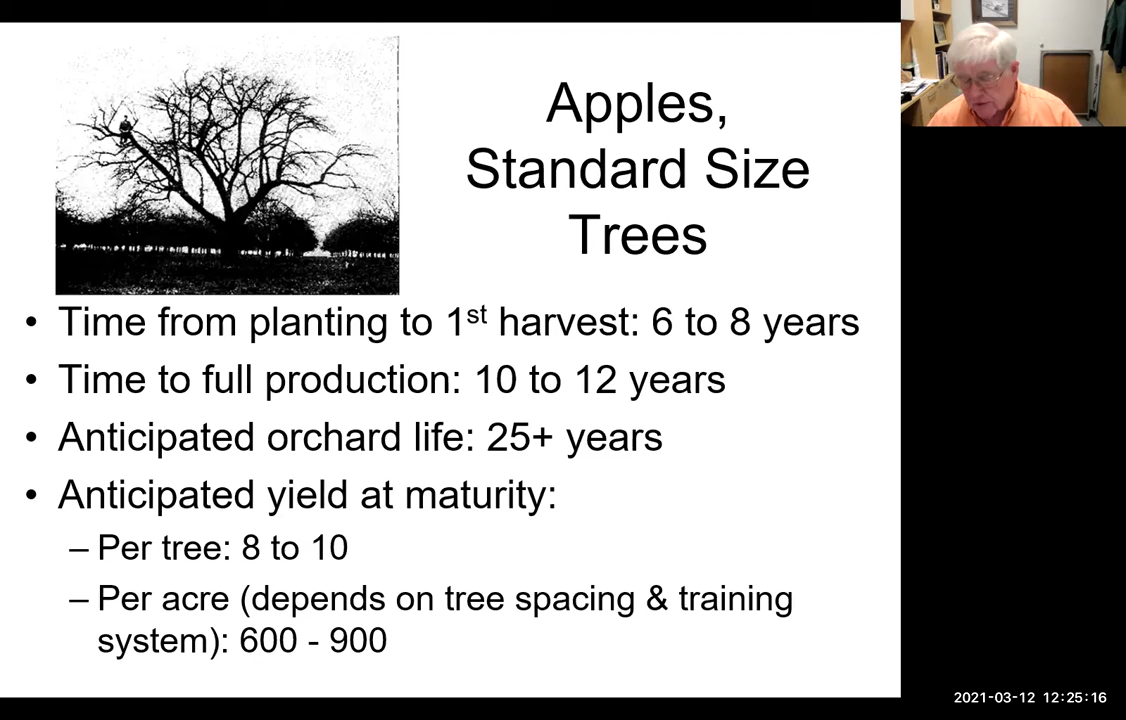 Apples,
Standard Size
Trees
• Time from planting to 1st harvest: 6 to 8 years
• Time to full production: 10 to 12 years
• Anticipated orchard life: 25+ years
• Anticipated yield at maturity:
– Per tree: 8 to 10
– Per acre (depends on tree spacing & training
system): 600 - 900
2021-03-12 12:25:16